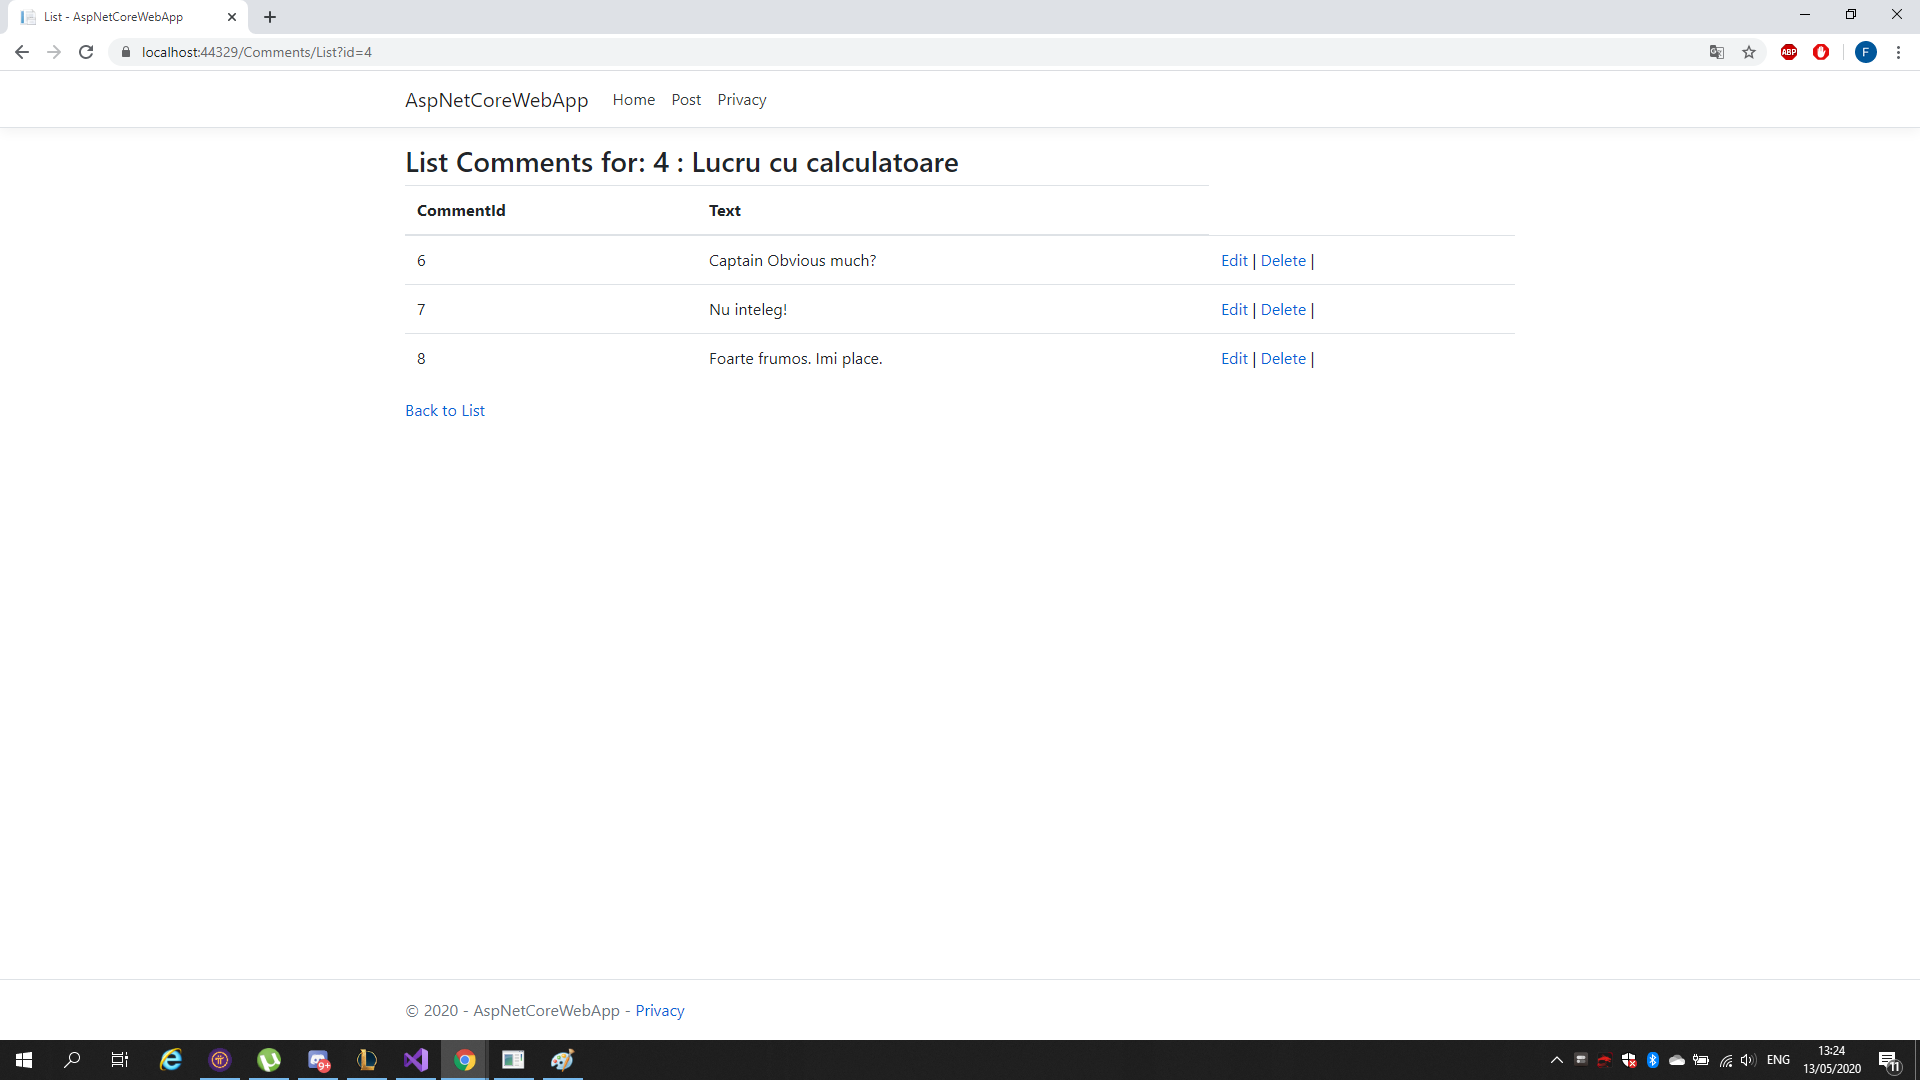 List - AspNetCoreWebApp
localhost:44329/Comments/List?id=4
ABP
F
AspNetCoreWebApp Home Post Privacy
List Comments for: 4 : Lucru cu calculatoare
CommentId Text
6 Captain Obvious much? Edit | Delete |
7 Nu inteleg! Edit | Delete |
8 Foarte frumos. Imi place. Edit | Delete |
Back to List
© 2020 - AspNetCoreWebApp - Privacy
9+
ENG
13:24
13/05/2020
11